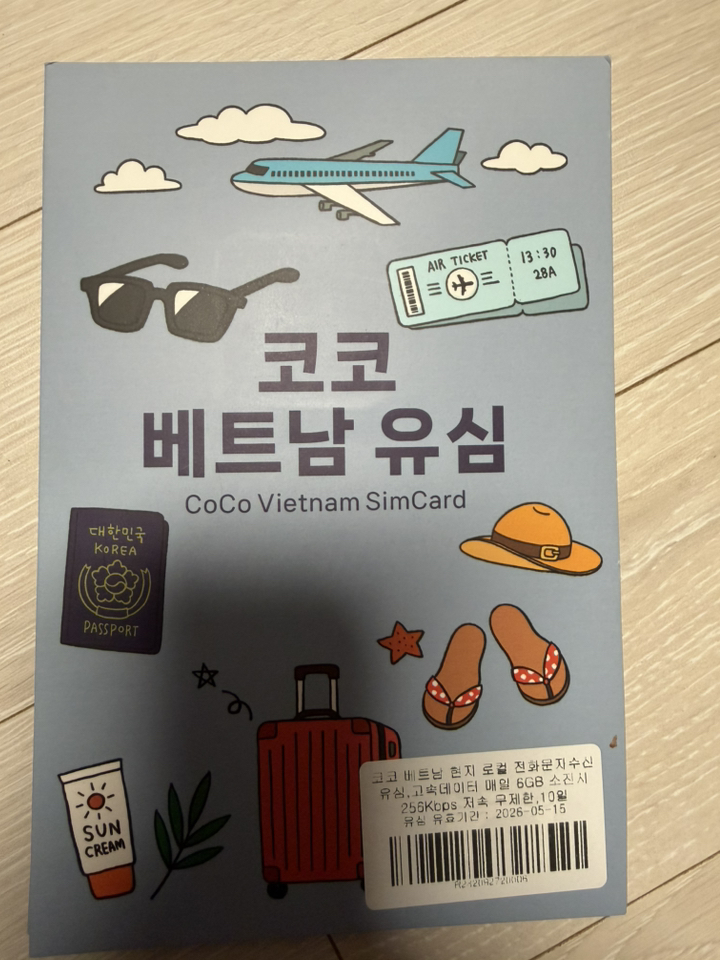 AIR TICKET
13:30
28A
코코
베트남 유심
CoCo Vietnam SimCard
대한민국
KOREA
PASSPORT
SUN
CREAM
코코 베트남 현지 로컬 전화문자수신
유심,고속데이터 매일 6GB 소진시
256Kbps 저속 무제한,10일
유심 유효기간 : 2026-05-15